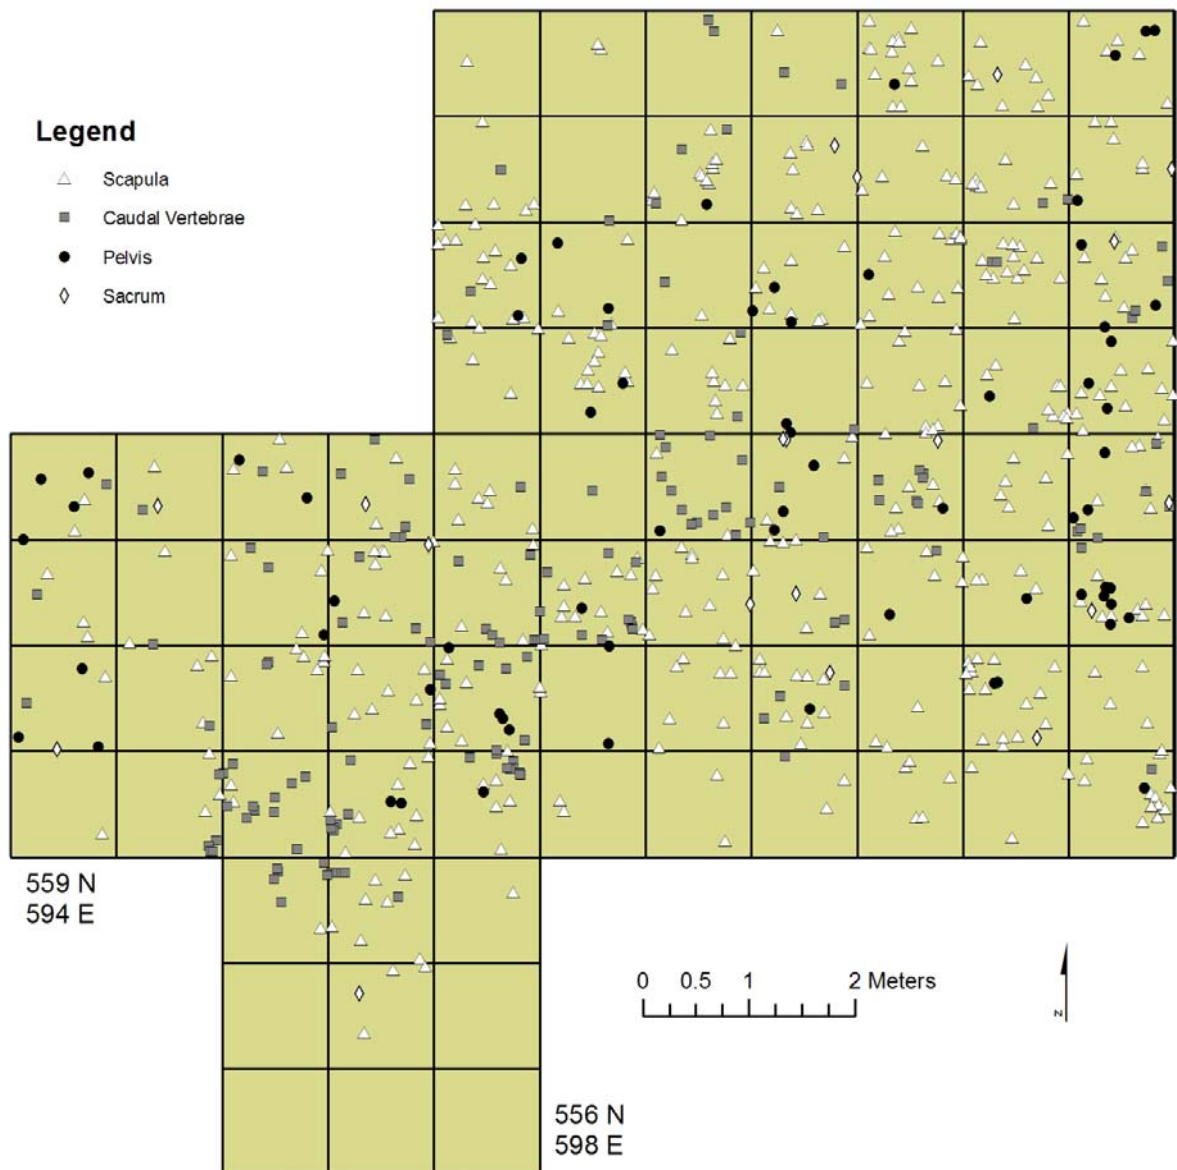 Legend
Scapula
Caudal Vertebrae
Pelvis
Sacrum
559 N
594 E
0 0.5 1 2 Meters
N
556 N
598 E